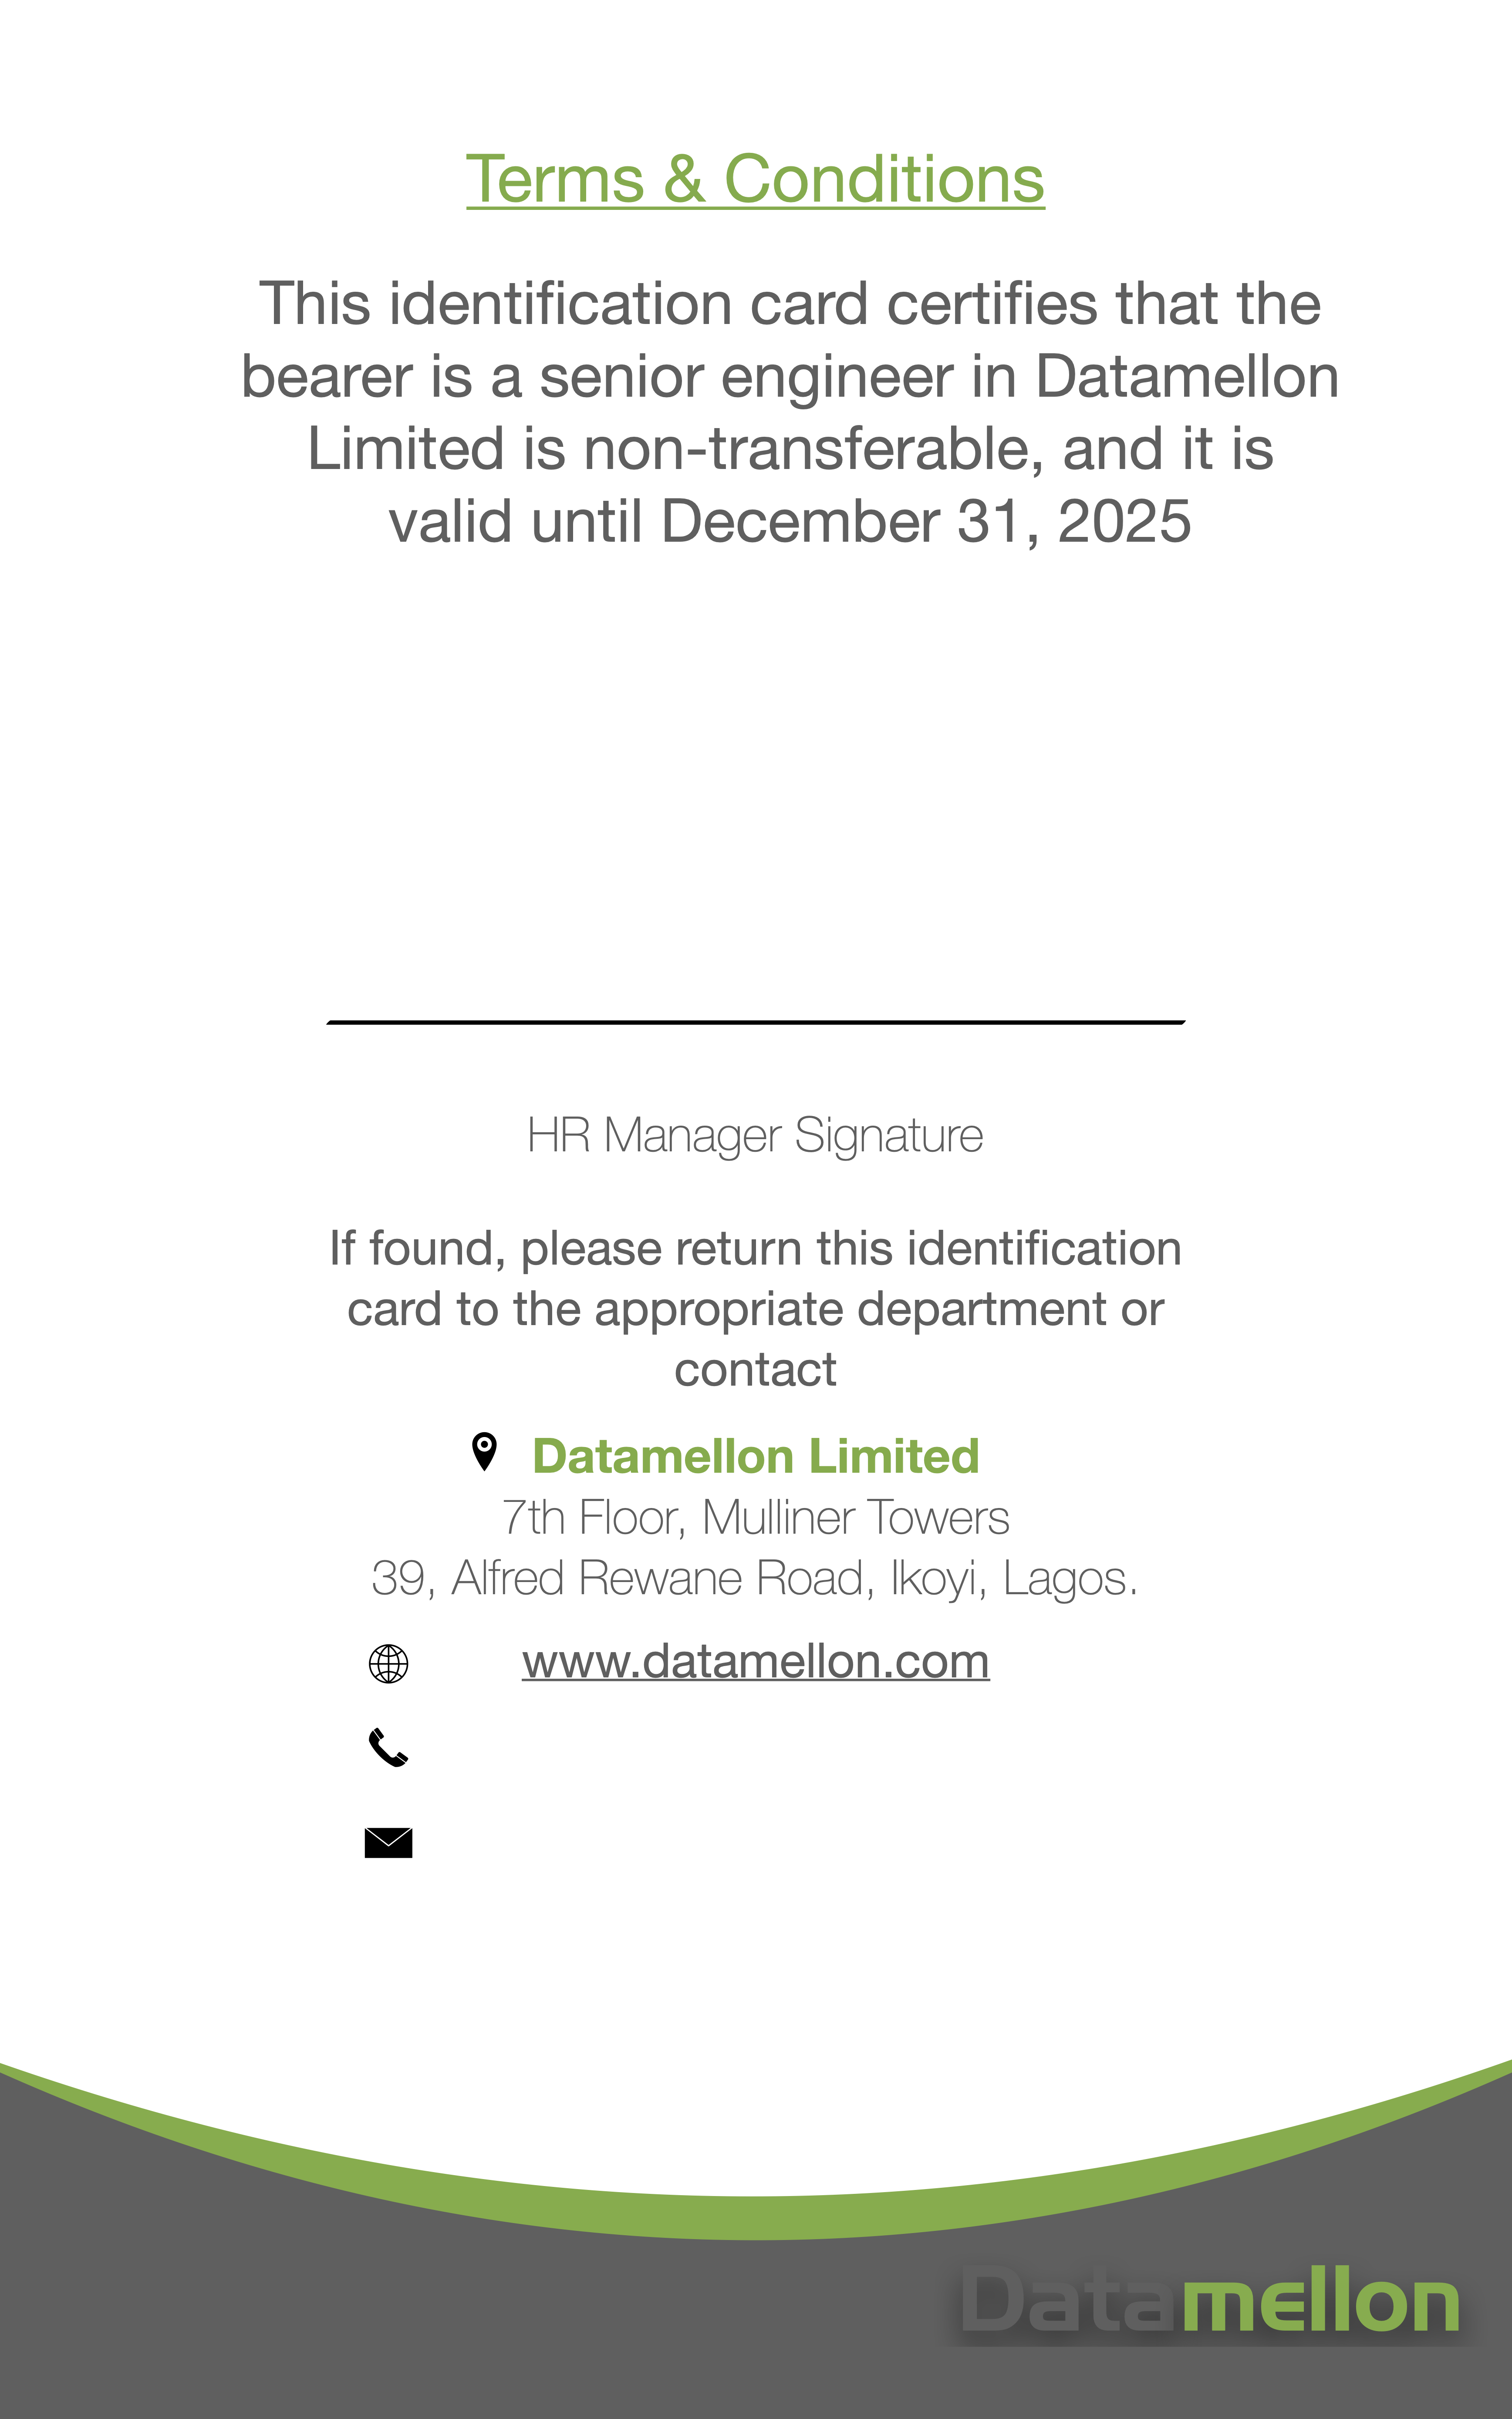 Terms & Conditions
This identification card certifies that the
bearer is a senior engineer in Datamellon
Limited is non-transferable, and it is
valid until December 31, 2025
HR Manager Signature
If found, please return this identification
card to the appropriate department or
contact
Datamellon Limited
7th Floor, Mulliner Towers
39, Alfred Rewane Road, Ikoyi, Lagos.
www.datamellon.com
Datamellon